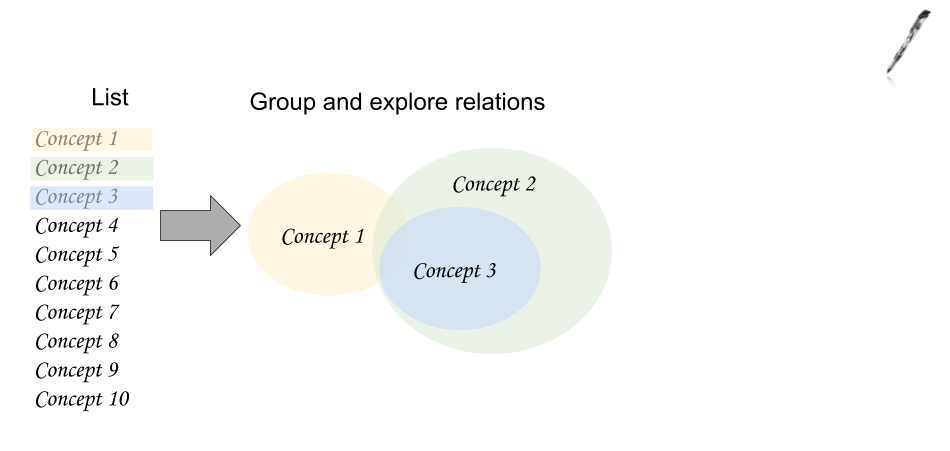 List
Concept 1
Concept 2
Concept 3
Concept 4
Concept 5
Concept 6
Concept 7
Concept 8
Concept 9
Concept 10
Group and explore relations
Concept 2
Concept 1
Concept 3